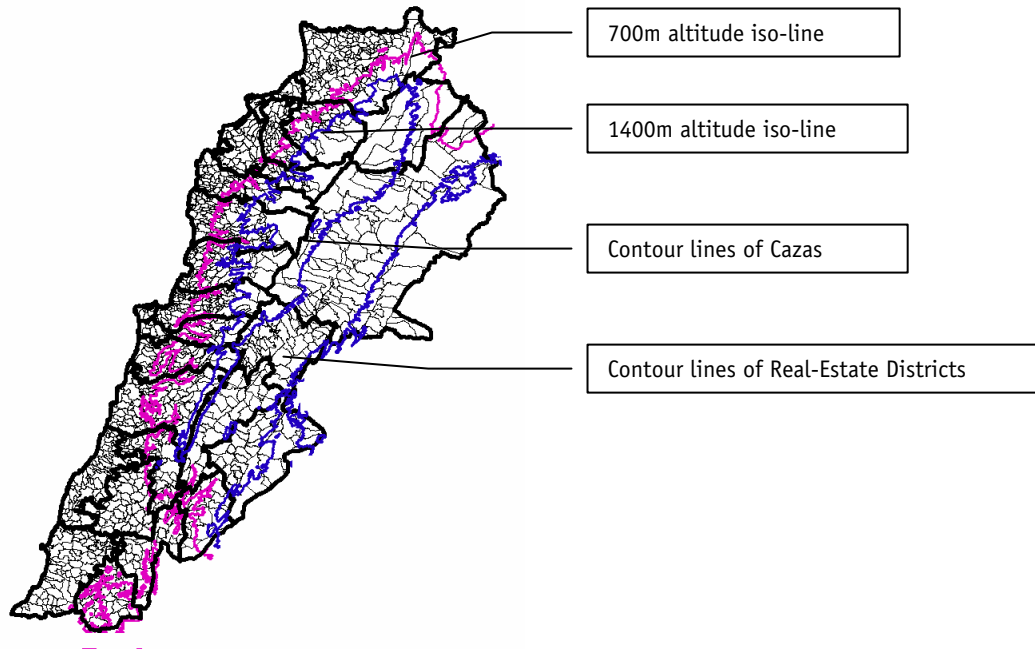 700m altitude iso-line
1400m altitude iso-line
Contour lines of Cazas
Contour lines of Real-Estate Districts